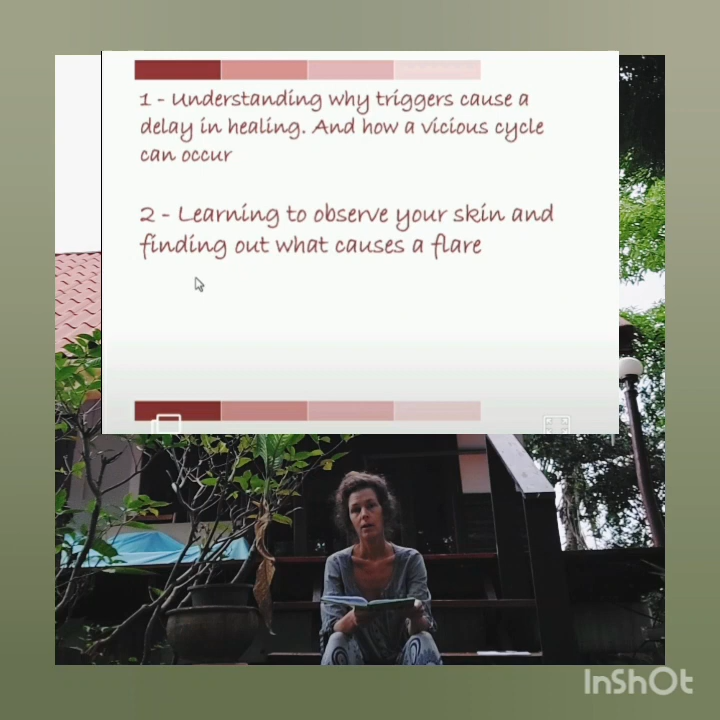 1 - Understanding why triggers cause a
delay in healing. And how a vicious cycle
can occur
2 - Learning to observe your skin and
finding out what causes a flare
InShOt